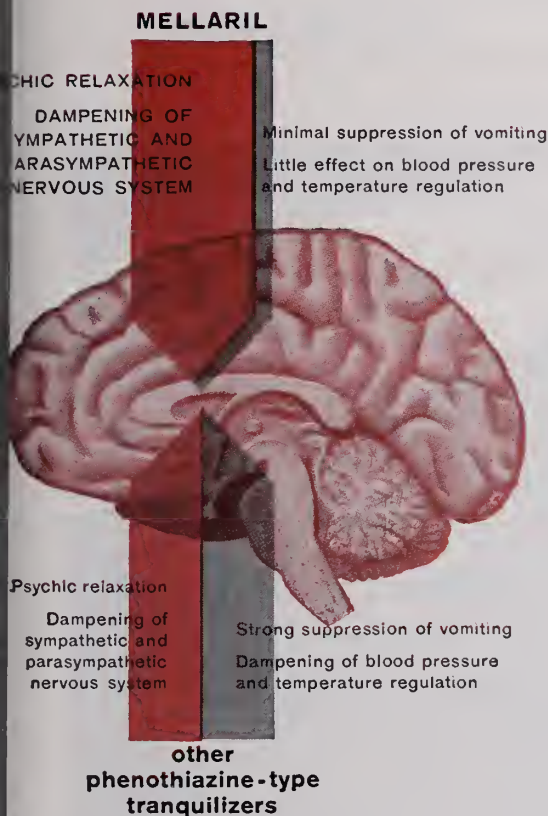 MELLARIL
CHIC RELAXATION
DAMPENING OF
YMPATHETIC AND
ARASYMPATHETIC
NERVOUS SYSTEM
Minimal suppression of vomiting
Little effect on blood pressure
and temperature regulation
Psychic relaxation
Dampening of
sympathetic and
parasympathetic
nervous system
Strong suppression of vomiting
Dampening of blood pressure
and temperature regulation
other
phenothiazine-type
tranquilizers